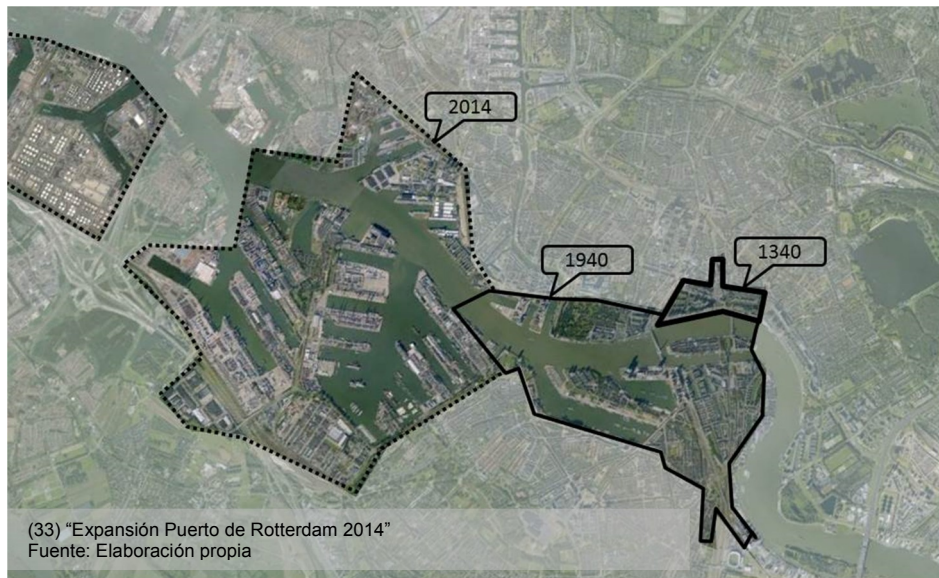 2014
1940
1340
(33) “Expansión Puerto de Rotterdam 2014”
Fuente: Elaboración propia